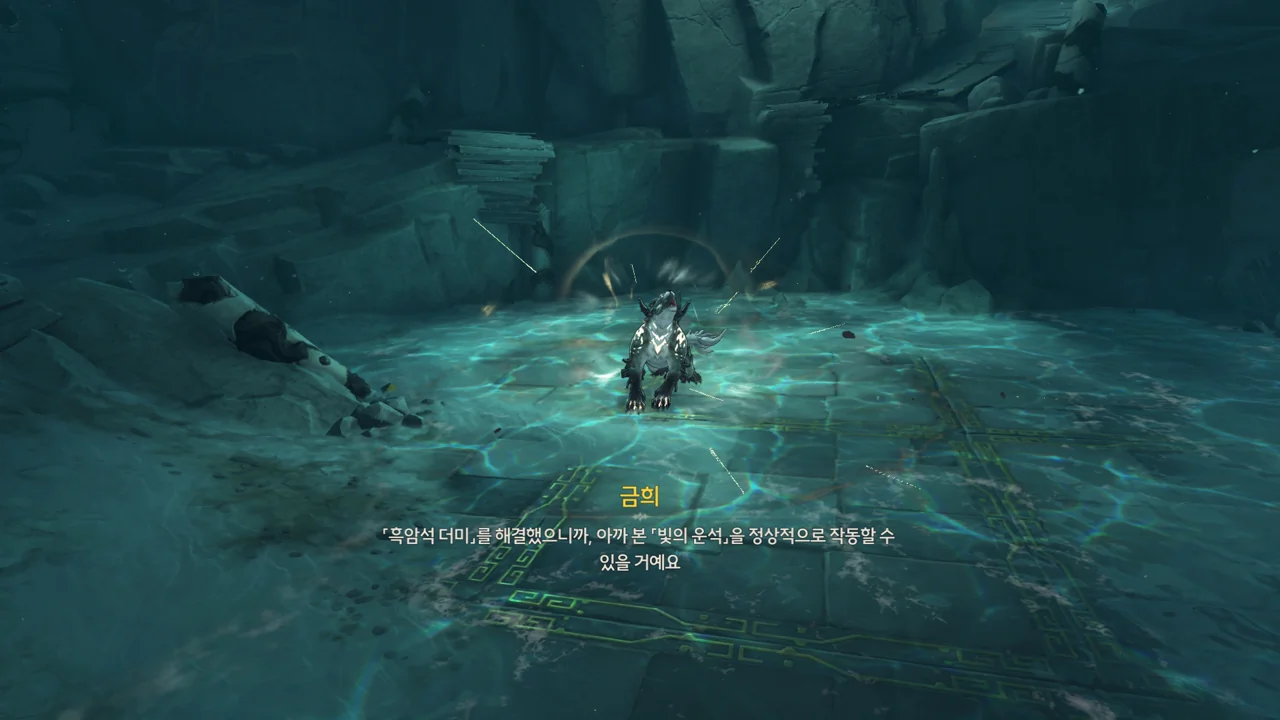 금희
「흑암석 더미」를 해결했으니까, 아까 본 「빛의 운석」을 정상적으로 작동할 수
있을 거예요